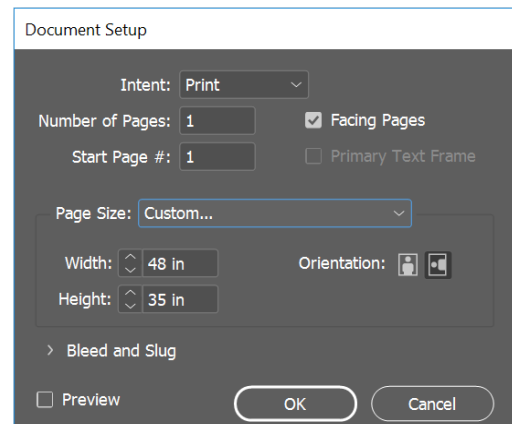 Document Setup
Intent: Print
Number of Pages: 1 Facing Pages
Start Page #: 1 Primary Text Frame
Page Size: Custom...
Width: 48 in Orientation:
Height: 35 in
Bleed and Slug
Preview OK Cancel